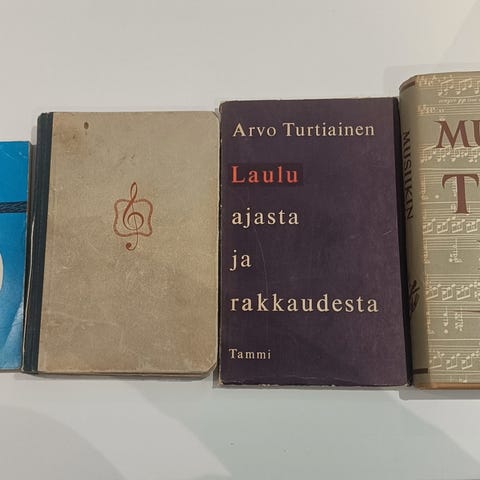 Arvo Turtiainen
Laulu
ajasta
ja
rakkaudesta
Tammi
MUSIIKIN
MU
T